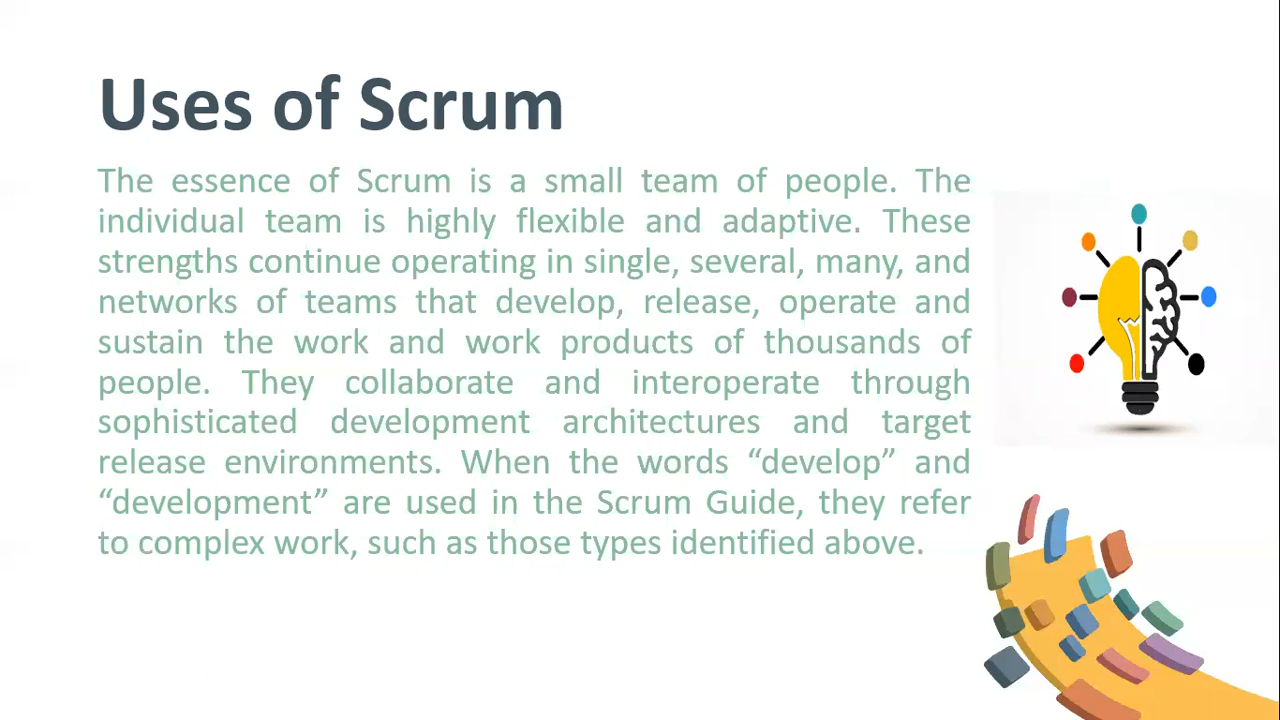 Uses of Scrum
The essence of Scrum is a small team of people. The
individual team is highly flexible and adaptive. These
strengths continue operating in single, several, many, and
networks of teams that develop, release, operate and
sustain the work and work products of thousands of
people. They collaborate and interoperate through
sophisticated development architectures and target
release environments. When the words “develop” and
“development” are used in the Scrum Guide, they refer
to complex work, such as those types identified above.